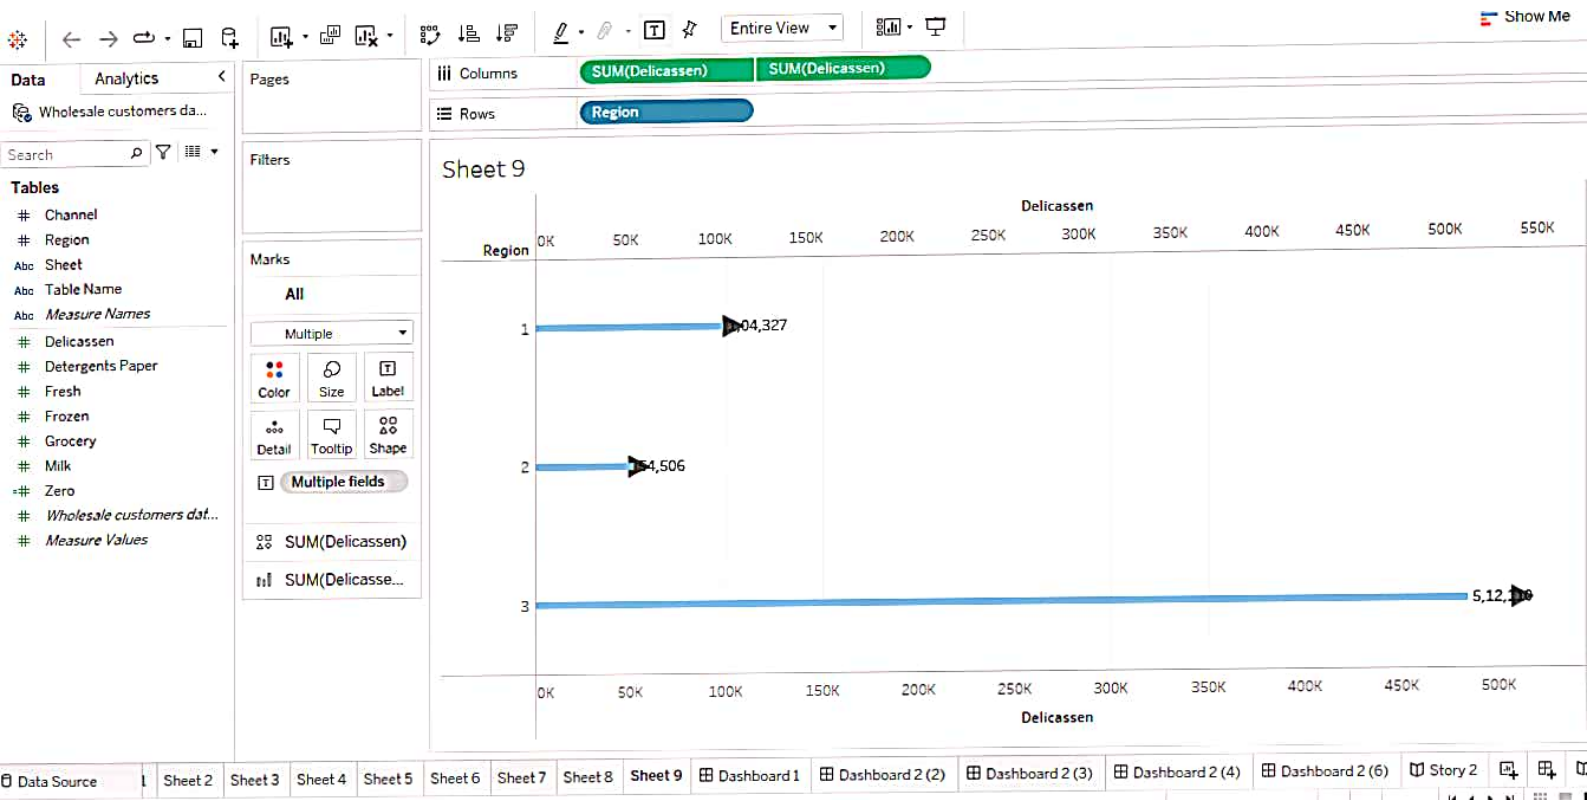 Entire View
Show Me
Data
Analytics
Pages
Columns
SUM(Delicassen)
SUM(Delicassen)
Wholesale customers da...
Rows
Region
Search
Filters
Sheet 9
Tables
Channel
Region
Abc Sheet
Abc Table Name
Abc Measure Names
Delicassen
Detergents Paper
Fresh
Frozen
Grocery
Milk
Zero
Wholesale customers dat...
Measure Values
Marks
All
Multiple
Color Size Label
Detail Tooltip Shape
Multiple fields
SUM(Delicassen)
SUM(Delicasse...
Delicassen
Region 0K 50K 100K 150K 200K 250K 300K 350K 400K 450K 500K 550K
1
2
3
0K 50K 100K 150K 200K 250K 300K 350K 400K 450K 500K
Delicassen
Data Source Sheet 2 Sheet 3 Sheet 4 Sheet 5 Sheet 6 Sheet 7 Sheet 8 Sheet 9 Dashboard 1 Dashboard 2 (2) Dashboard 2 (3) Dashboard 2 (4) Dashboard 2 (6) Story 2